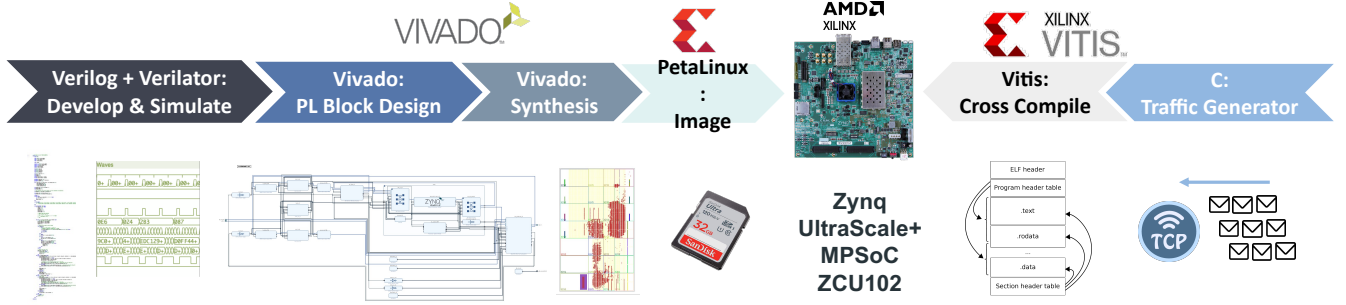 VIVADO
AMD
XILINX
XILINX
VITIS
Verilog + Verilator:
Develop & Simulate
Vivado:
PL Block Design
Vivado:
Synthesis
PetaLinux
:
Image
Vitis:
Cross Compile
C:
Traffic Generator
Waves
ZYNQ
SanDisk
Ultra
32GB
Zynq
UltraScale+
MPSoC
ZCU102
ELF header
Program header table
.text
.rodata
...
.data
Section header table
TCP